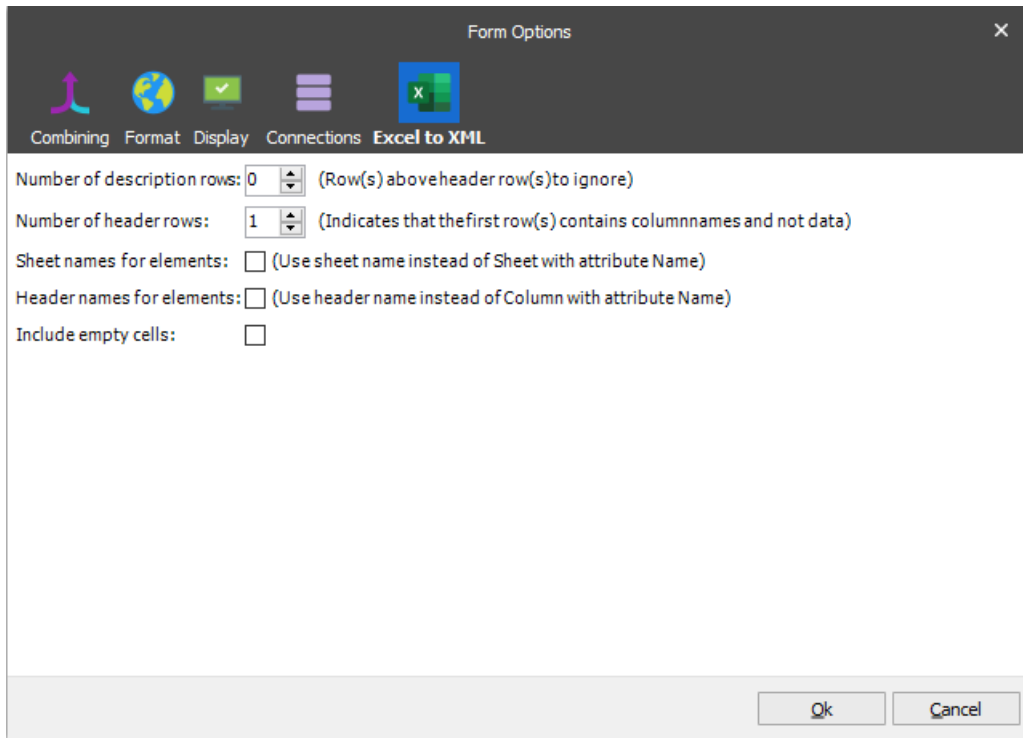 Form Options
Combining Format Display Connections Excel to XML
Number of description rows: 0 (Row(s) above header row(s)to ignore)
Number of header rows: 1 (Indicates that thefirst row(s) contains columnnames and not data)
Sheet names for elements: (Use sheet name instead of Sheet with attribute Name)
Header names for elements: (Use header name instead of Column with attribute Name)
Include empty cells:
Ok Cancel